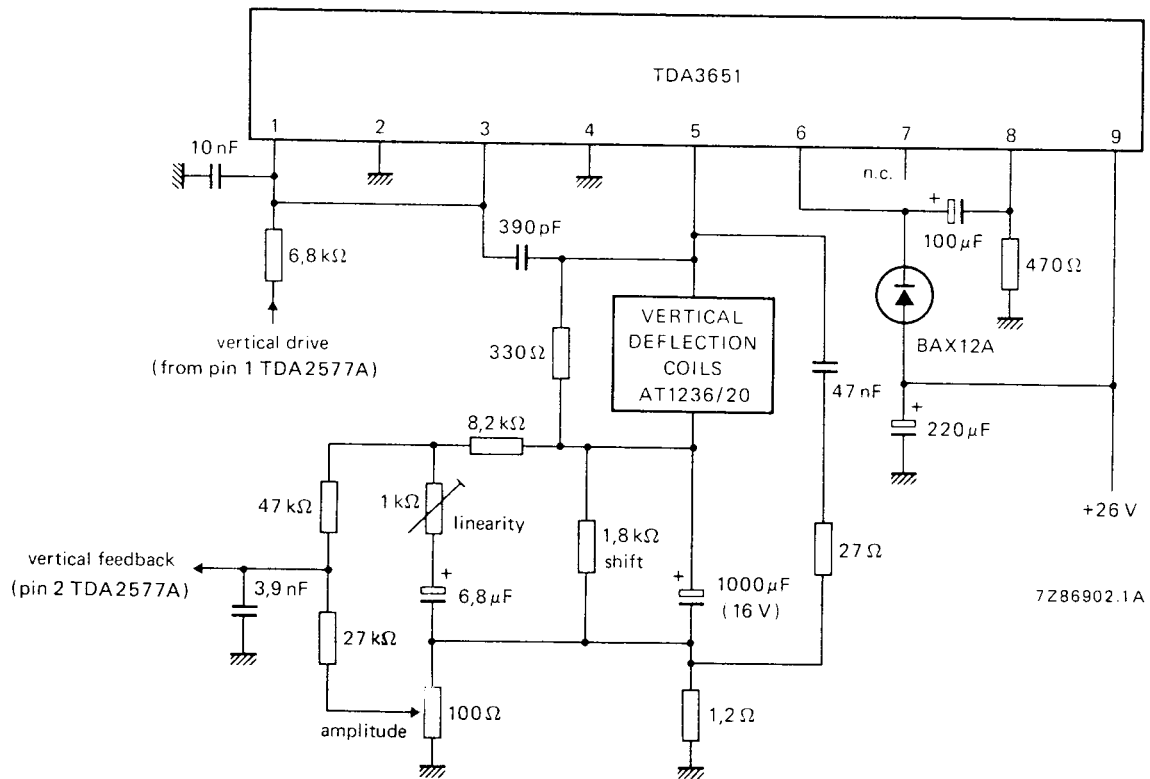 TDA3651
1 2 3 4 5 6 7 8 9
10 nF
n.c.
390 pF
+
100 µF
6,8 kΩ
470 Ω
vertical drive
(from pin 1 TDA2577A)
330 Ω
VERTICAL
DEFLECTION
COILS
AT1236/20
BAX12A
47 nF
8,2 kΩ
+
220 µF
47 kΩ
1 kΩ
linearity
+26 V
1,8 kΩ
shift
27 Ω
vertical feedback
(pin 2 TDA2577A)
3,9 nF
+
6,8 µF
+
1000 µF
(16 V)
7Z86902.1A
27 kΩ
amplitude
100 Ω
1,2 Ω